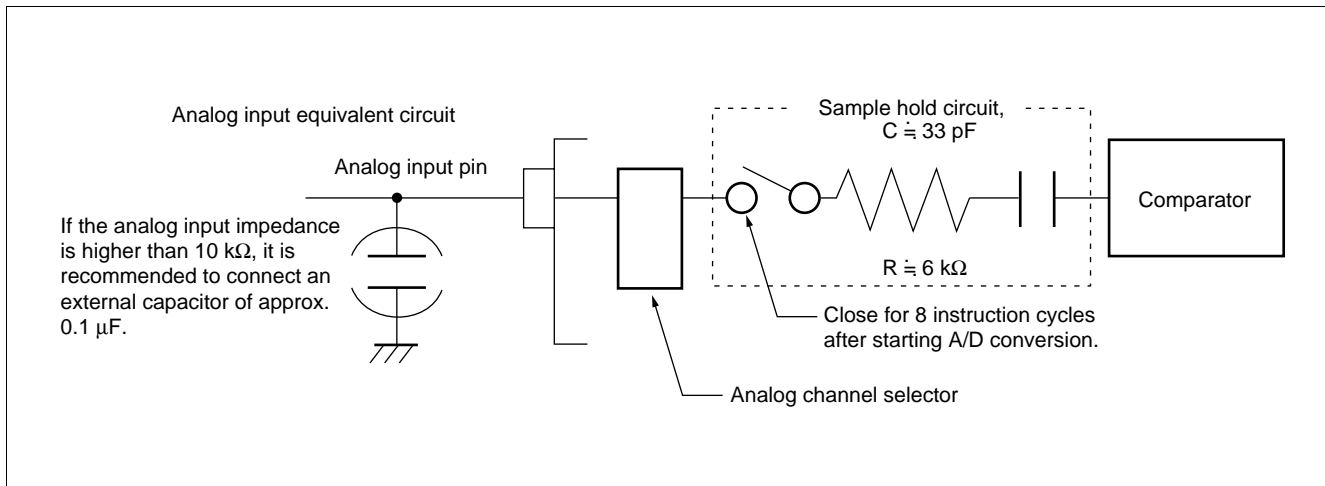 Analog input equivalent circuit
Analog input pin
If the analog input impedance
is higher than 10 kΩ, it is
recommended to connect an
external capacitor of approx.
0.1 µF.
Sample hold circuit,
C ≒ 33 pF
R ≒ 6 kΩ
Comparator
Close for 8 instruction cycles
after starting A/D conversion.
Analog channel selector